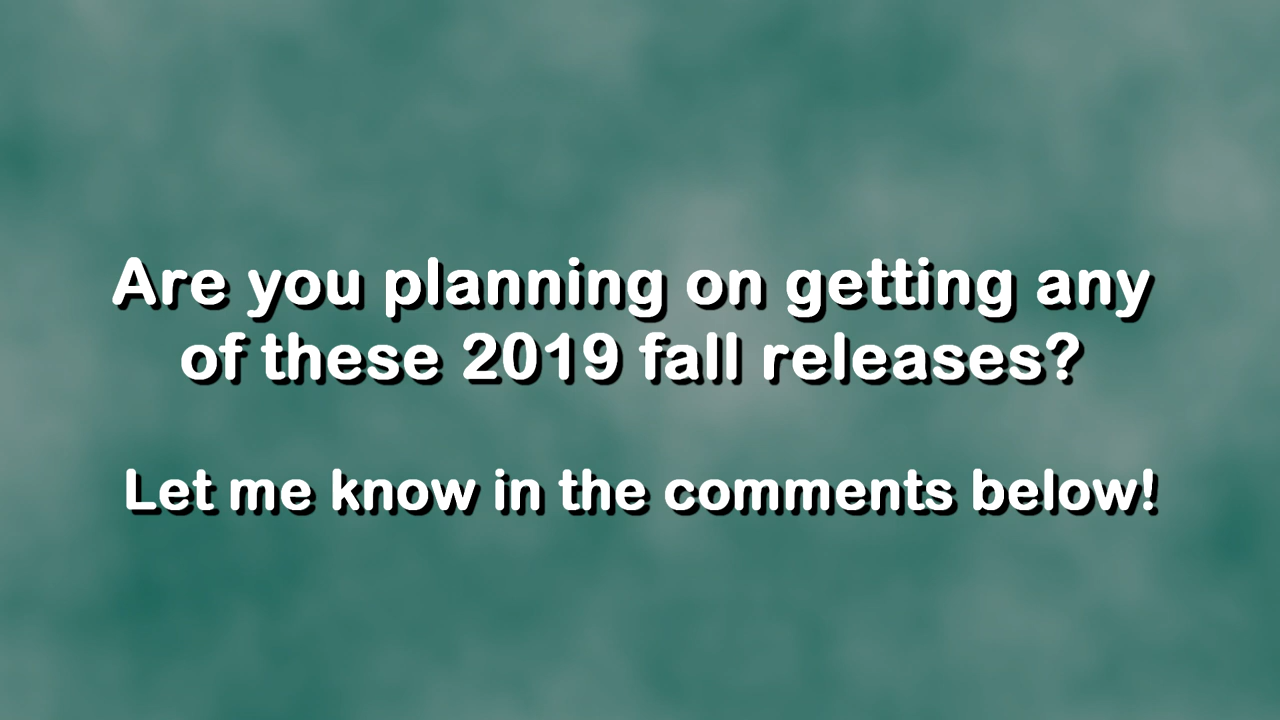 Are you planning on getting any
of these 2019 fall releases?
Let me know in the comments below!